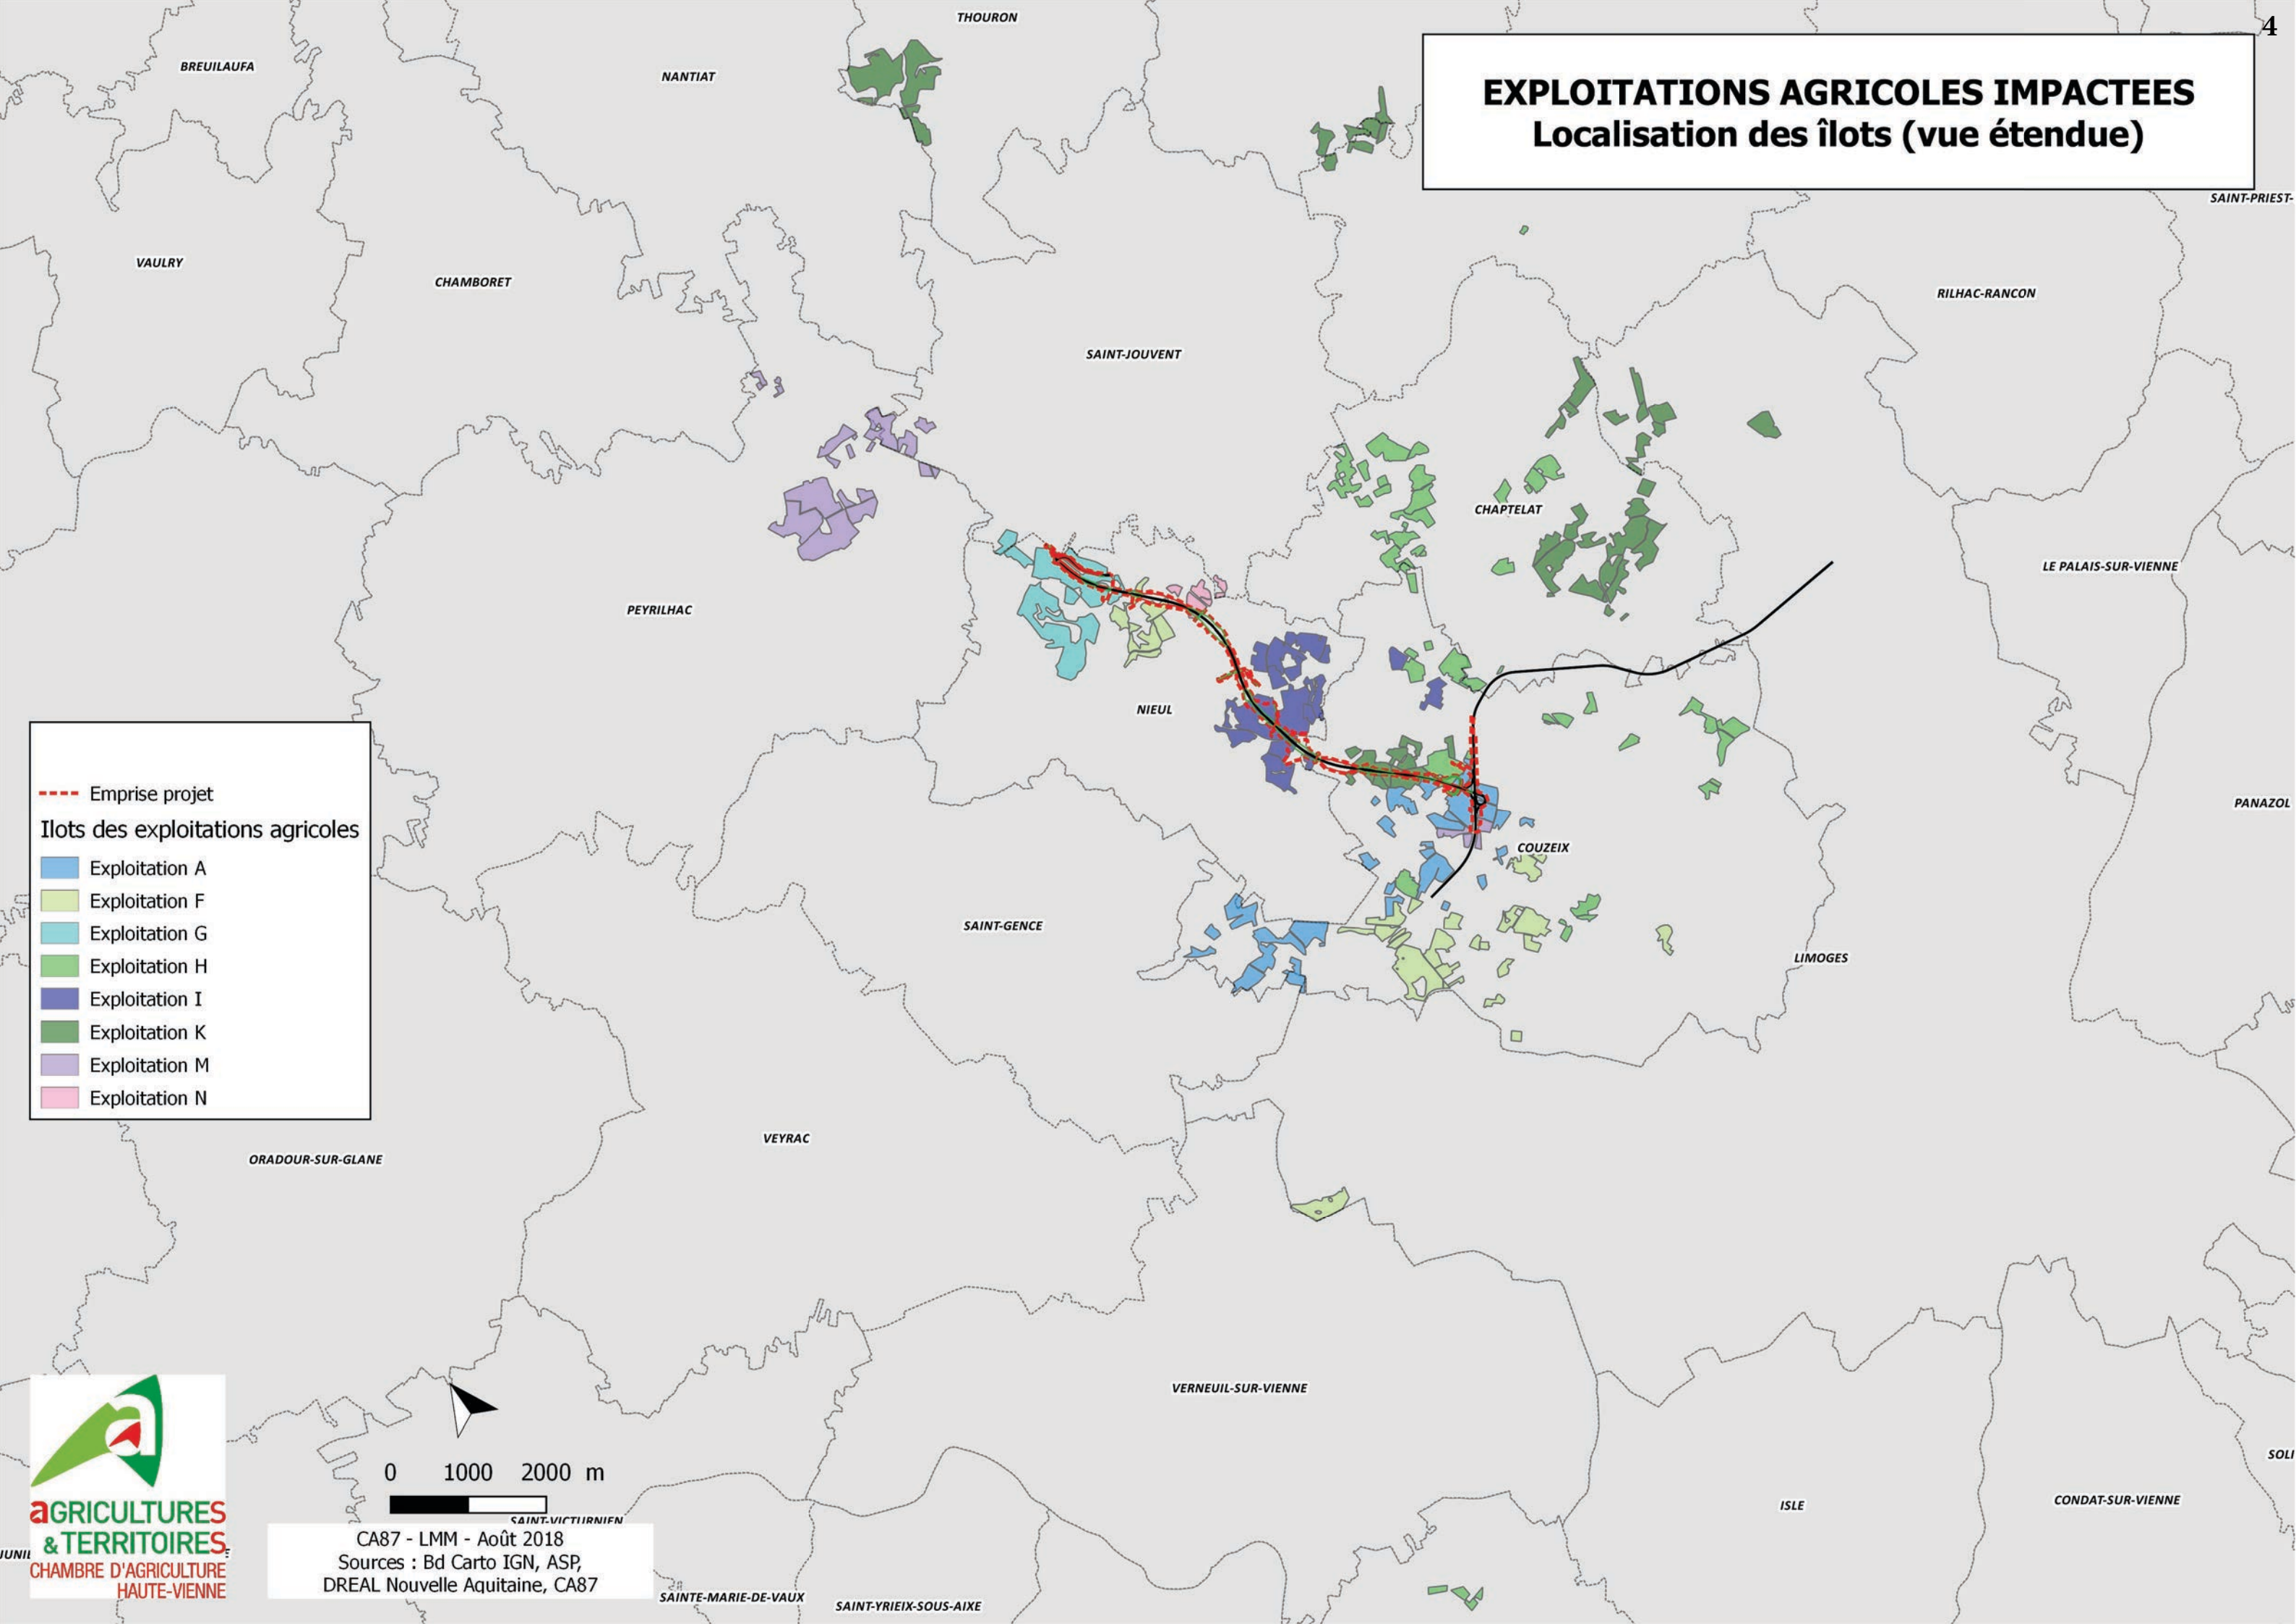 4
THOURON
BREUILAUFA
NANTIAT
EXPLOITATIONS AGRICOLES IMPACTEES
Localisation des îlots (vue étendue)
SAINT-PRIEST-
VAULRY
CHAMBORET
RILHAC-RANCON
SAINT-JOUVENT
CHAPTELAT
LE PALAIS-SUR-VIENNE
PEYRILHAC
NIEUL
Emprise projet
Ilots des exploitations agricoles
Exploitation A
Exploitation F
Exploitation G
Exploitation H
Exploitation I
Exploitation K
Exploitation M
Exploitation N
PANAZOL
COUZEIX
SAINT-GENCE
LIMOGES
VEYRAC
ORADOUR-SUR-GLANE
VERNEUIL-SUR-VIENNE
SOLI
0 1000 2000 m
CONDAT-SUR-VIENNE
ISLE
SAINT-VICTURNIEN
aGRICULTURES
& TERRITOIRES
CHAMBRE D'AGRICULTURE
HAUTE-VIENNE
CA87 - LMM - Août 2018
Sources : Bd Carto IGN, ASP,
DREAL Nouvelle Aquitaine, CA87
SAINTE-MARIE-DE-VAUX
SAINT-YRIEIX-SOUS-AIXE